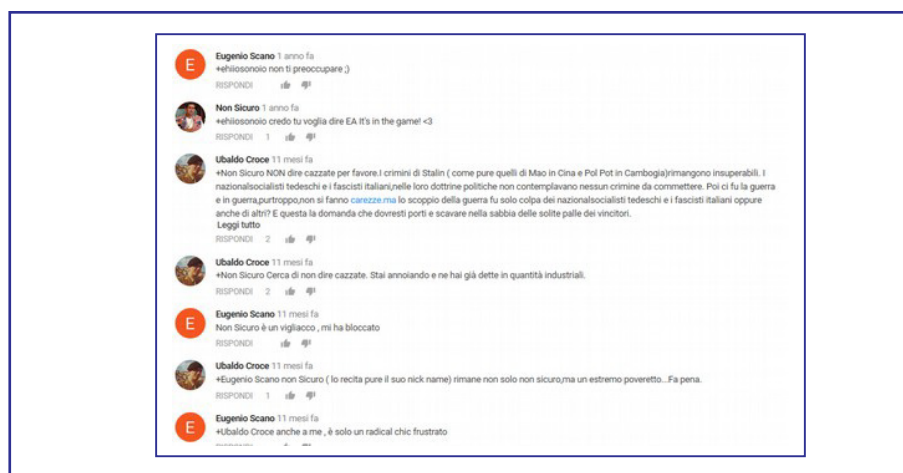 E
Eugenio Scano 1 anno fa
+ehiiosonoio non ti preoccupare ;)
RISPONDI
Non Sicuro 1 anno fa
+ehiiosonoio credo tu voglia dire EA It's in the game! <3
RISPONDI 1
Ubaldo Croce 11 mesi fa
+Non Sicuro NON dire cazzate per favore.I crimini di Stalin ( come pure quelli di Mao in Cina e Pol Pot in Cambogia)rimangono insuperabili. I
nazionalsocialisti tedeschi e i fascisti italiani,nelle loro dottrine politiche non contemplavano nessun crimine da commettere. Poi ci fu la guerra
e in guerra,purtroppo,non si fanno carezze.ma lo scoppio della guerra fu solo colpa dei nazionalsocialisti tedeschi e i fascisti italiani oppure
anche di altri? E questa la domanda che dovresti porti e scavare nella sabbia delle solite palle dei vincitori.
Leggi tutto
RISPONDI 2
Ubaldo Croce 11 mesi fa
+Non Sicuro Cerca di non dire cazzate. Stai annoiando e ne hai già dette in quantità industriali.
RISPONDI 2
E
Eugenio Scano 11 mesi fa
Non Sicuro è un vigliacco , mi ha bloccato
RISPONDI
Ubaldo Croce 11 mesi fa
+Eugenio Scano non Sicuro ( lo recita pure il suo nick name) rimane non solo non sicuro,ma un estremo poveretto...Fa pena.
RISPONDI 1
E
Eugenio Scano 11 mesi fa
+Ubaldo Croce anche a me , è solo un radical chic frustrato